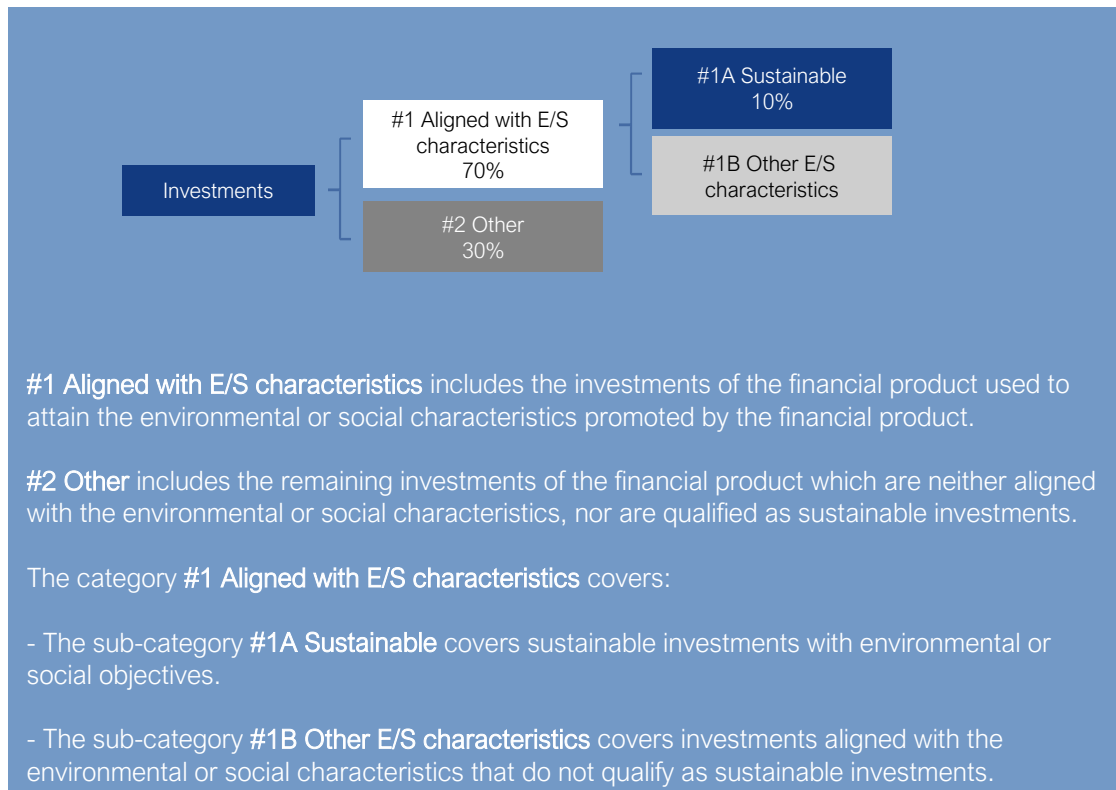 #1A Sustainable
10%
#1 Aligned with E/S
characteristics
70%
#1B Other E/S
characteristics
Investments
#2 Other
30%
#1 Aligned with E/S characteristics includes the investments of the financial product used to
attain the environmental or social characteristics promoted by the financial product.
#2 Other includes the remaining investments of the financial product which are neither aligned
with the environmental or social characteristics, nor are qualified as sustainable investments.
The category #1 Aligned with E/S characteristics covers:
- The sub-category #1A Sustainable covers sustainable investments with environmental or
social objectives.
- The sub-category #1B Other E/S characteristics covers investments aligned with the
environmental or social characteristics that do not qualify as sustainable investments.